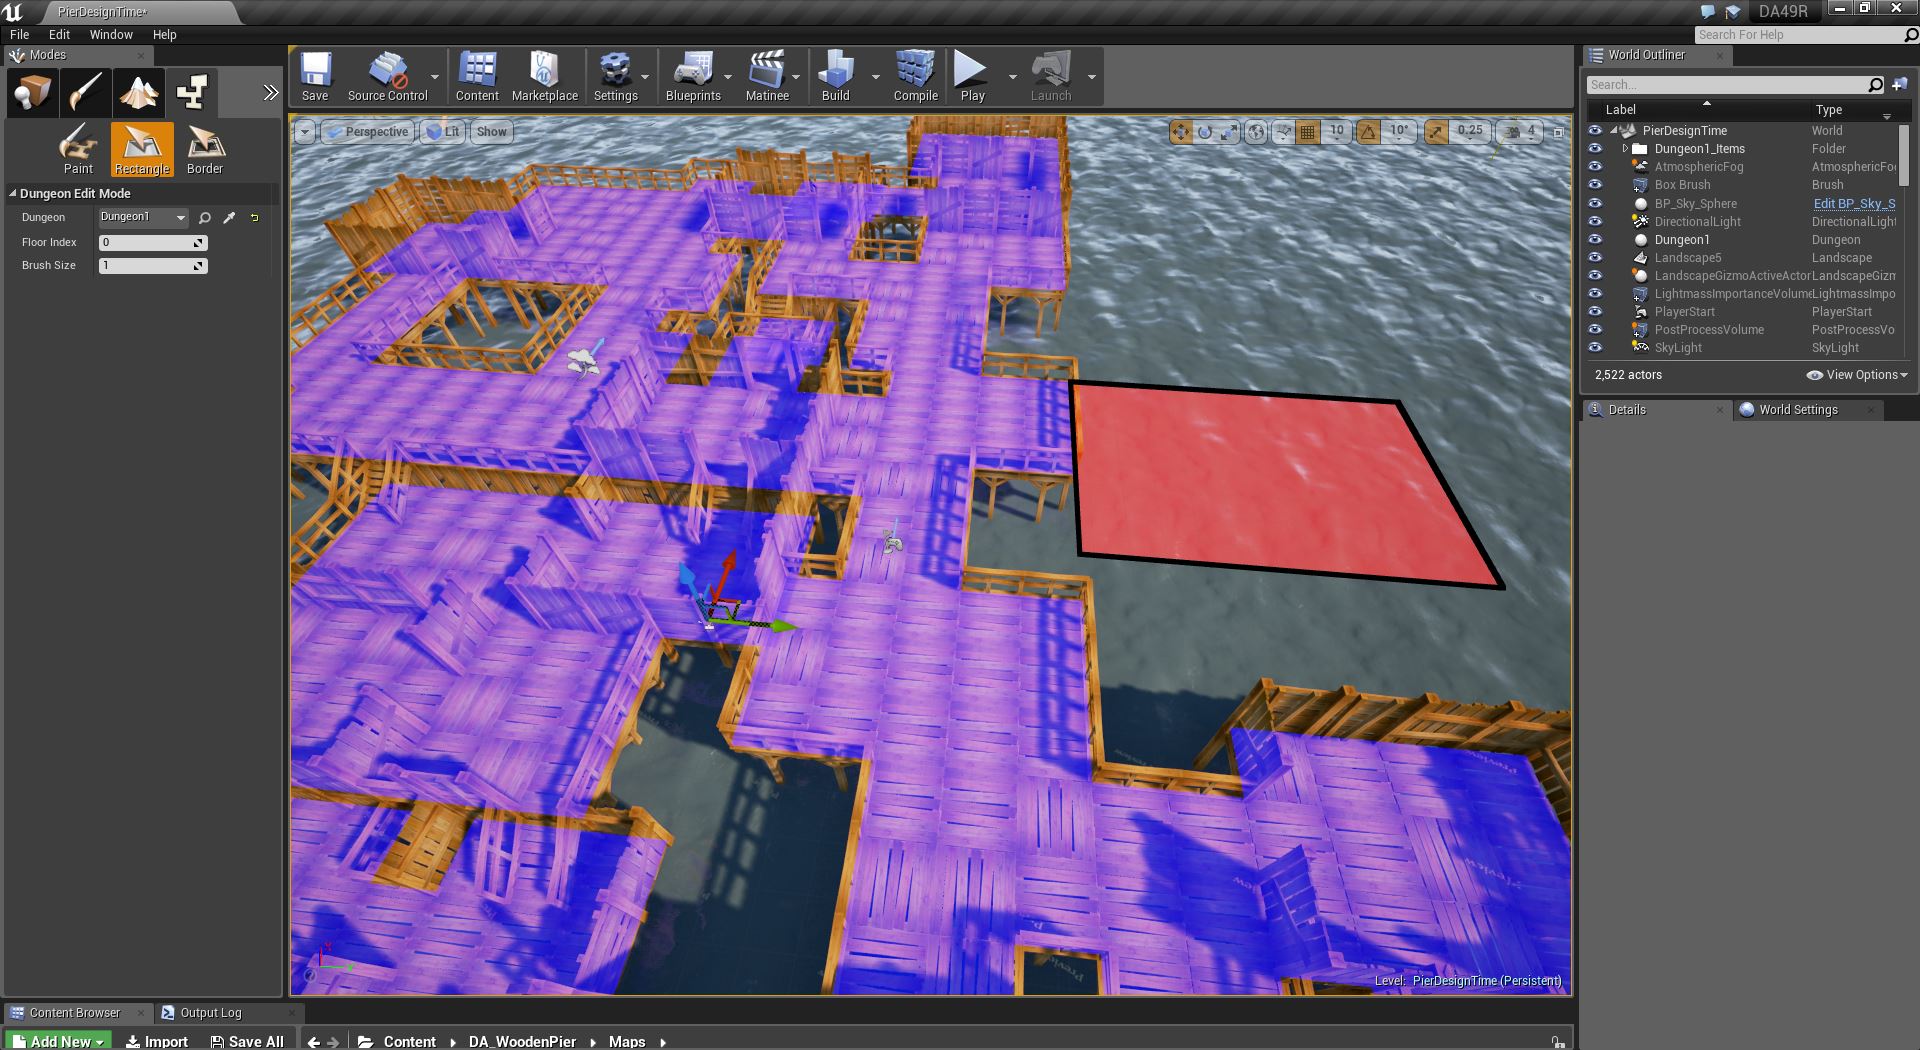 PierDesignTime*
DA49R
File Edit Window Help
Search For Help
Modes
Save Source Control Content Marketplace Settings Blueprints Matinee Build Compile Play Launch
World Outliner
Search...
Label Type
Paint Rectangle Border
Perspective Lit Show
10 10° 0.25 4
Dungeon Edit Mode
Dungeon Dungeon1
Floor Index 0
Brush Size 1
PierDesignTime World
Dungeon1_Items Folder
AtmosphericFog AtmosphericFo
Box Brush Brush
BP_Sky_Sphere Edit BP_Sky_S
DirectionalLight DirectionalLight
Dungeon1 Dungeon
Landscape5 Landscape
LandscapeGizmoActiveActor LandscapeGizm
LightmassImportanceVolume LightmassImpo
PlayerStart PlayerStart
PostProcessVolume PostProcessVo
SkyLight SkyLight
2,522 actors View Options
Details World Settings
Preview
Level: PierDesignTime (Persistent)
Content Browser Output Log
Add New Import Save All Content DA_WoodenPier Maps